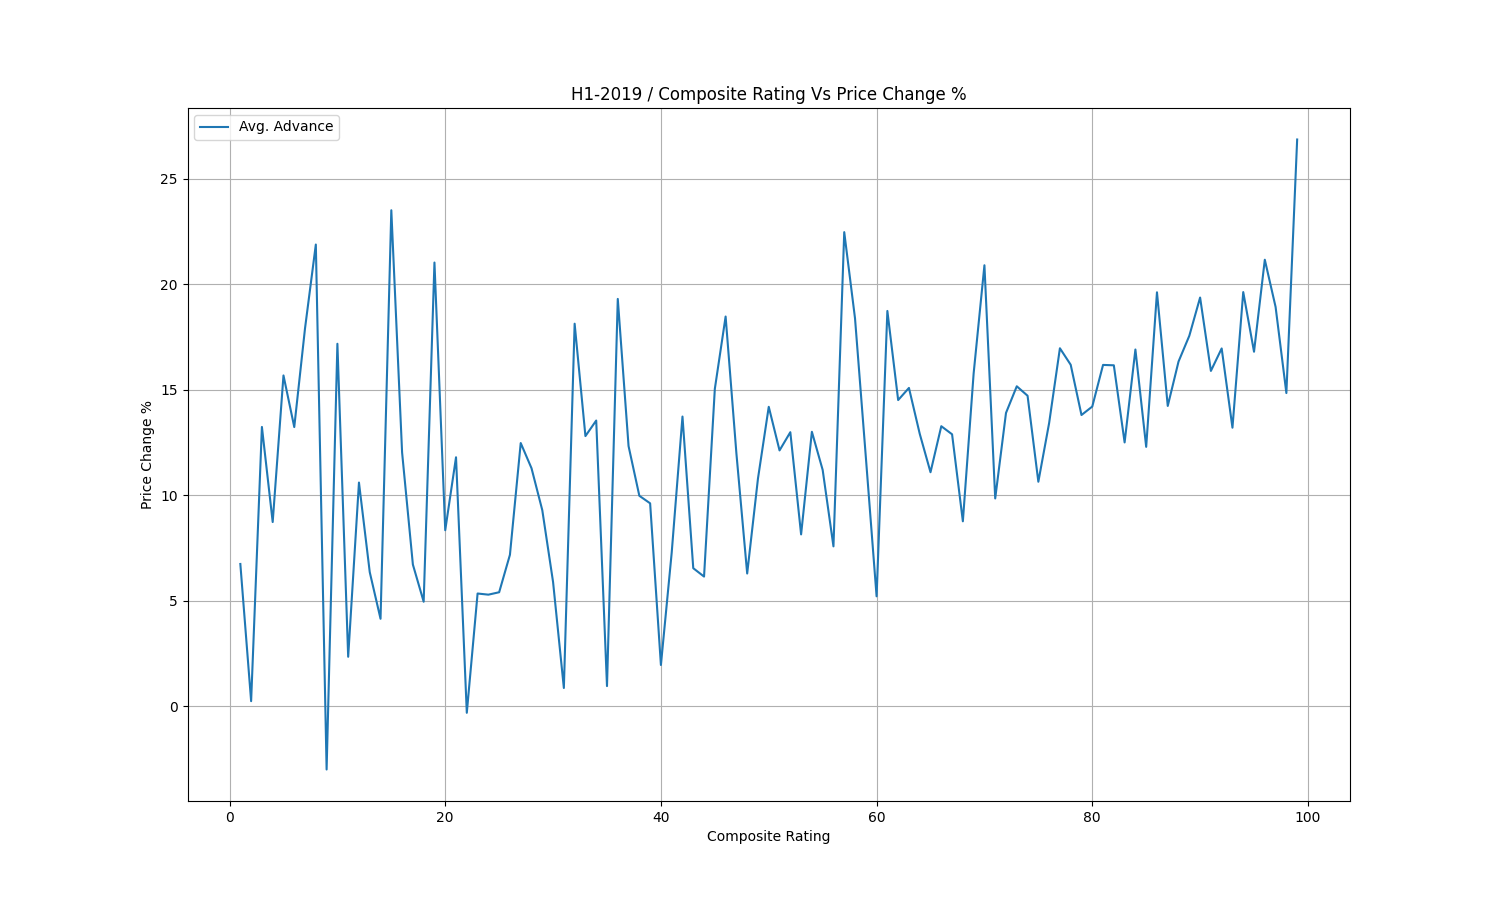 H1-2019 / Composite Rating Vs Price Change %
Avg. Advance
25
20
15
10
5
0
Price Change %
0 20 40 60 80 100
Composite Rating